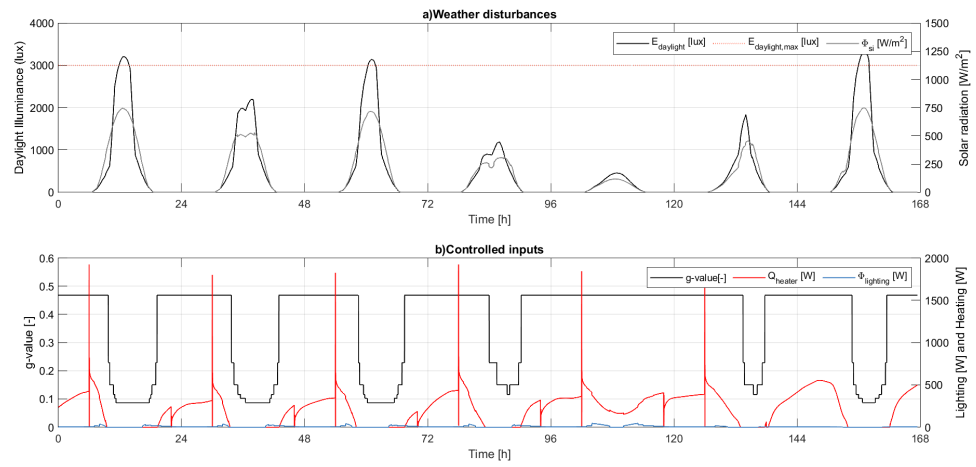 a)Weather disturbances
4000
3000
2000
1000
0
Daylight Illuminance (lux)
E_daylight [lux] E_daylight,max [lux] Φ_si [W/m²]
1500
1250
1000
750
500
250
0
Solar radiation [W/m²]
0 24 48 72 96 120 144 168
Time [h]
b)Controlled inputs
0.6
0.5
0.4
0.3
0.2
0.1
0
g-value [-]
g-value[-] Q_heater [W] Φ_lighting [W]
2000
1500
1000
500
0
Lighting [W] and Heating [W]
0 24 48 72 96 120 144 168
Time [h]